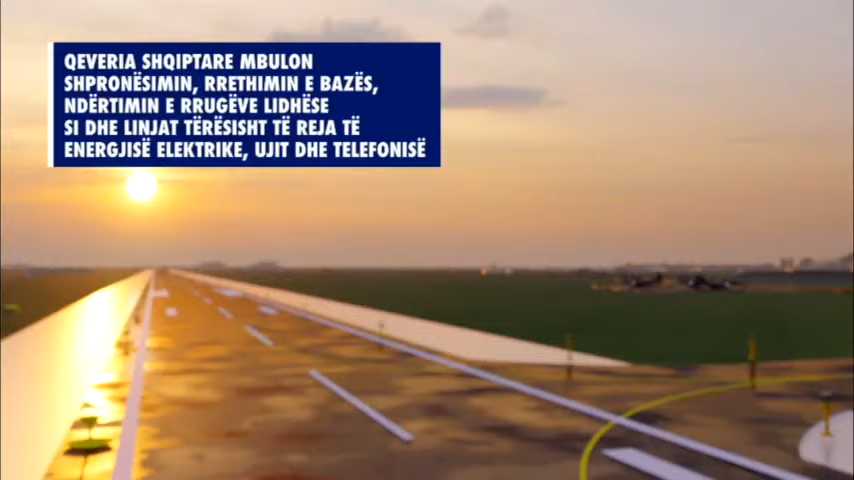 QEVERIA SHQIPTARE MBULON
SHPRONËSIMIN, RRETHIMIN E BAZËS,
NDËRTIMIN E RRUGËVE LIDHËSE
SI DHE LINJAT TËRËSISHT TË REJA TË
ENERGJISË ELEKTRIKE, UJIT DHE TELEFONISË